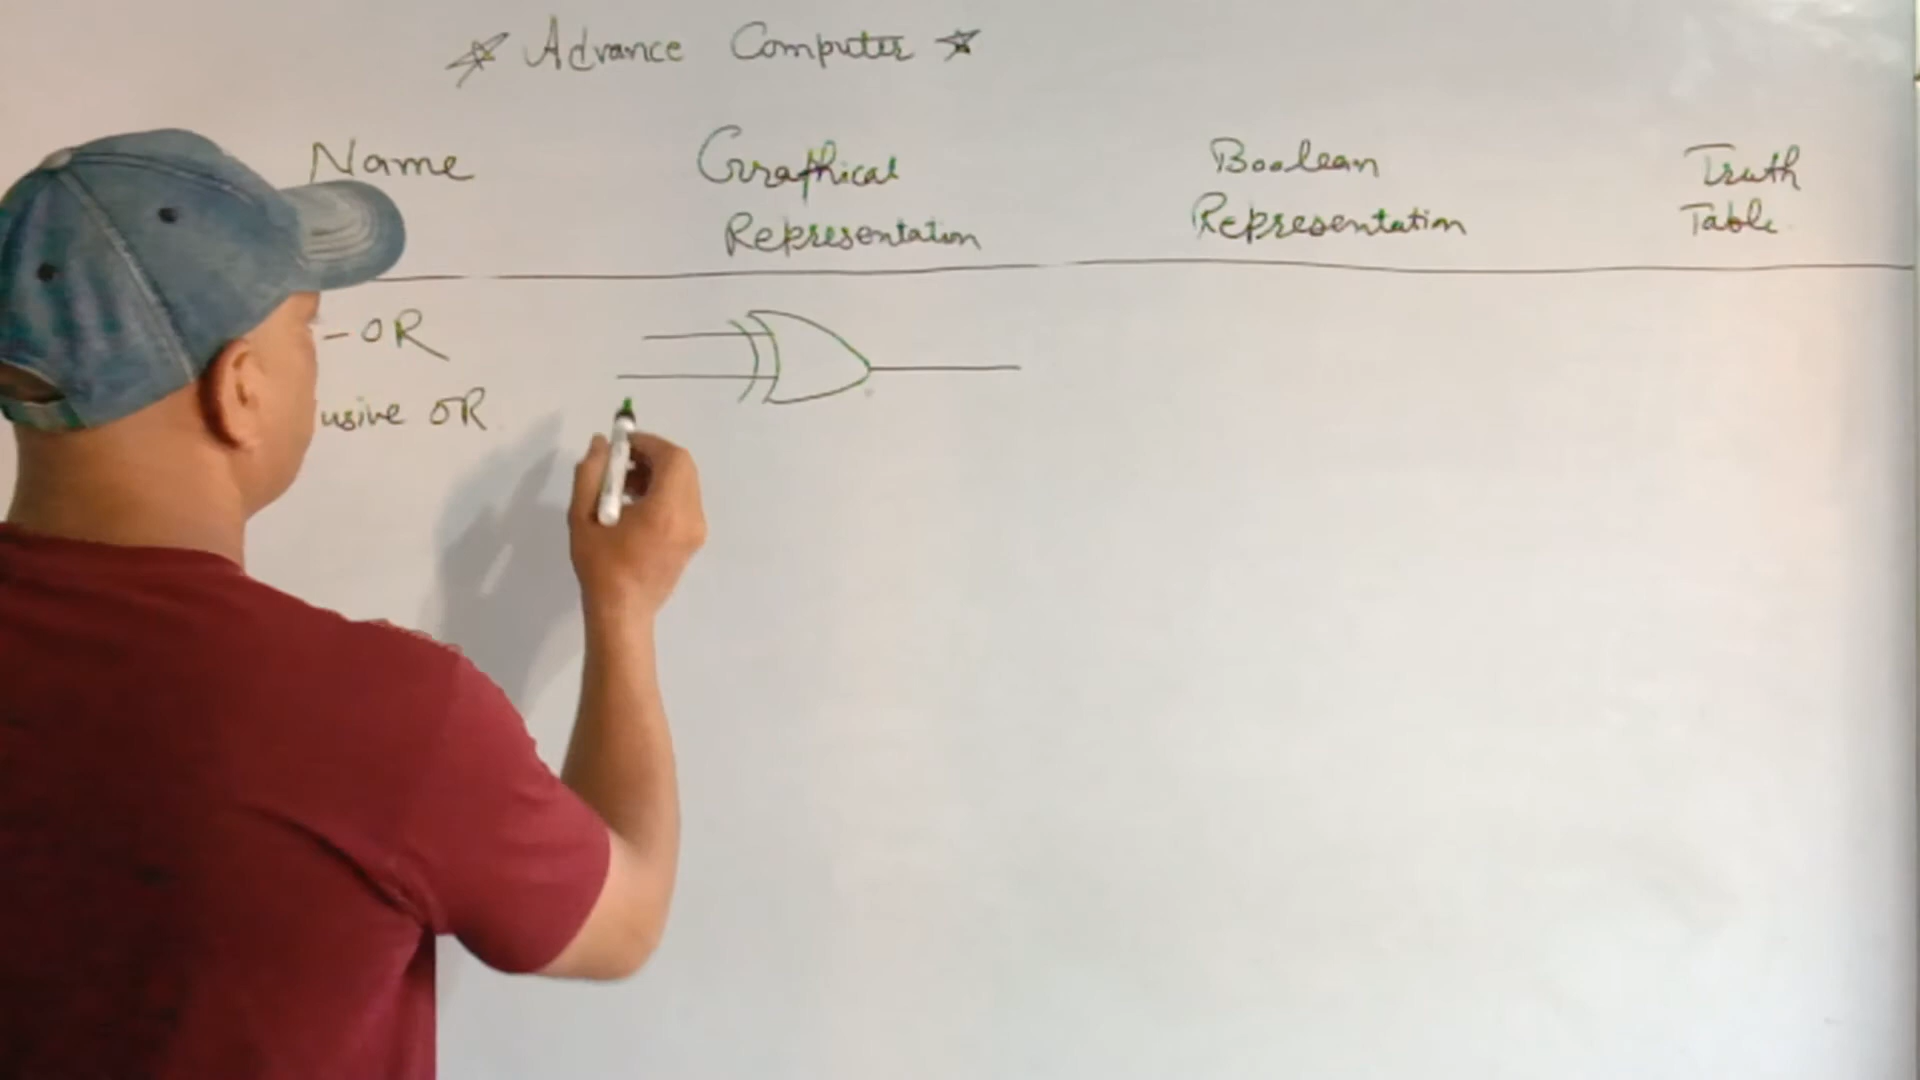 ☆ Advance Computer ☆
Name
Graphical
Representation
Boolean
Representation
Truth
Table
-OR
usive OR